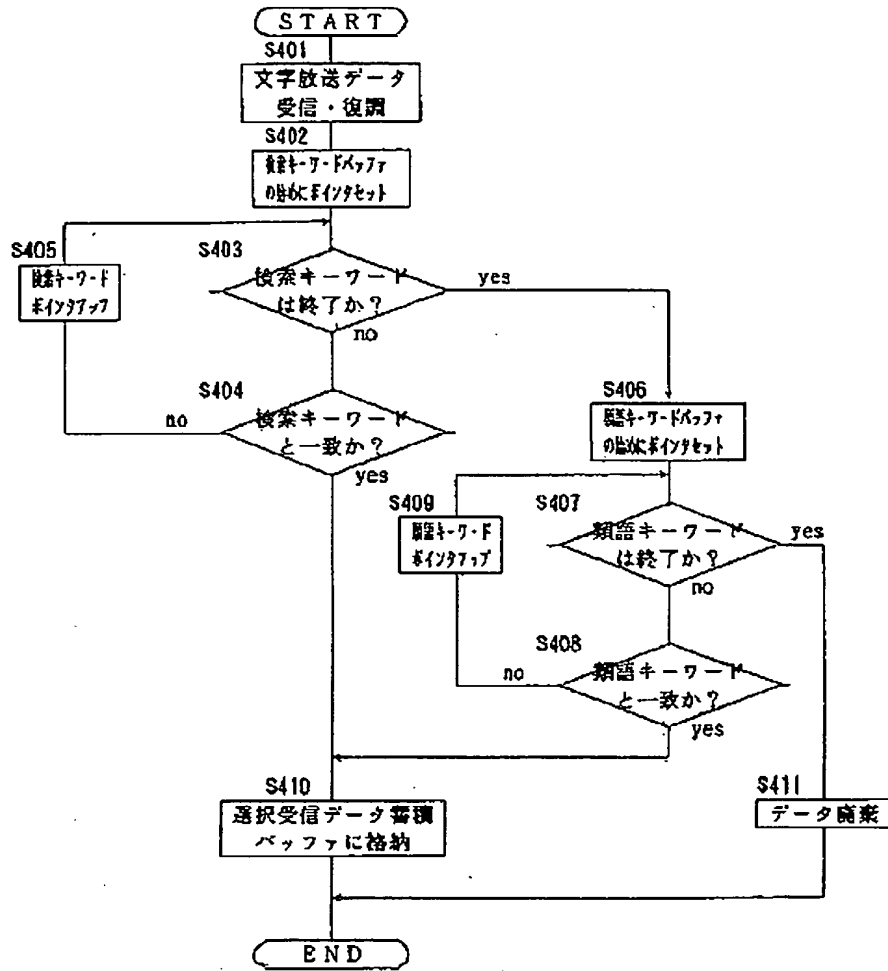 START
S401
文字放送データ
受信・復調
S402
検索キーワードバッファ
の始めにポインタセット
S405
検索キーワード
ポインタアップ
S403
検索キーワード
は終了か?
yes
no
S404
検索キーワード
と一致か?
no
yes
S406
類語キーワードバッファ
の始めにポインタセット
S409
類語キーワード
ポインタアップ
S407
類語キーワード
は終了か?
yes
no
S408
類語キーワード
と一致か?
no
yes
S410
選択受信データ蓄積
バッファに格納
S411
データ廃棄
END